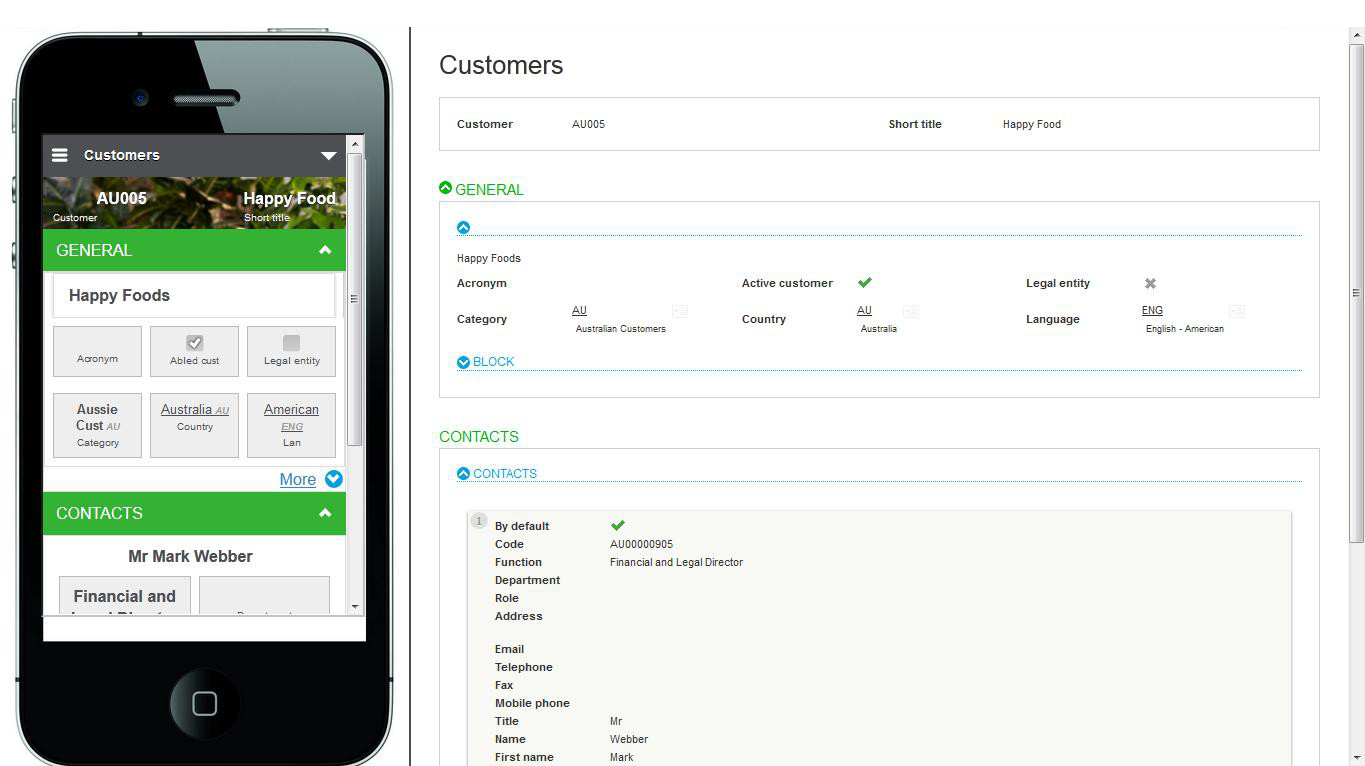 Customers
AU005 Happy Food
Customer Short title
GENERAL
Happy Foods
Acronym Abled cust Legal entity
Aussie Cust AU
Category
Australia AU
Country
American
ENG
Lan
More
CONTACTS
Mr Mark Webber
Financial and
Customers
Customer AU005 Short title Happy Food
GENERAL
Happy Foods
Acronym Active customer Legal entity
Category AU Country AU Language ENG
Australian Customers Australia English - American
BLOCK
CONTACTS
CONTACTS
1
By default
Code AU00000905
Function Financial and Legal Director
Department
Role
Address
Email
Telephone
Fax
Mobile phone
Title Mr
Name Webber
First name Mark